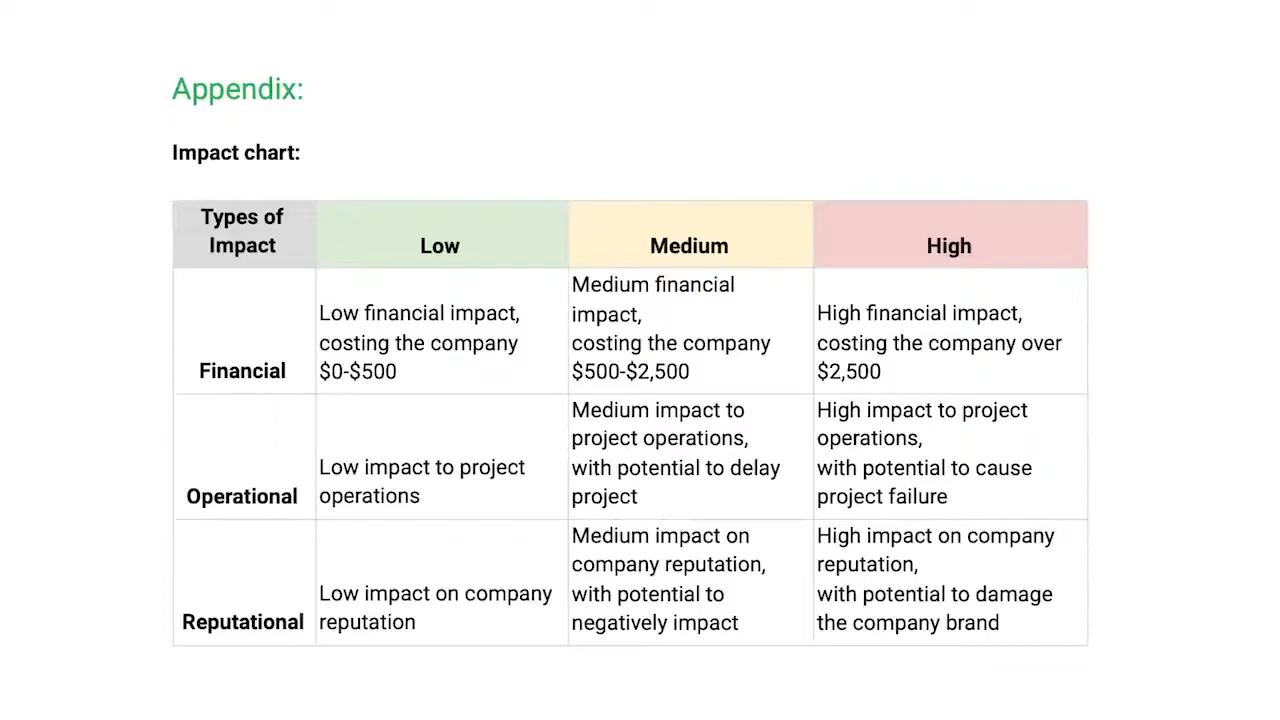 Appendix:
Impact chart:
Types of
Impact
Low
Medium
High
Financial
Low financial impact,
costing the company
$0-$500
Medium financial
impact,
costing the company
$500-$2,500
High financial impact,
costing the company over
$2,500
Operational
Low impact to project
operations
Medium impact to
project operations,
with potential to delay
project
High impact to project
operations,
with potential to cause
project failure
Reputational
Low impact on company
reputation
Medium impact on
company reputation,
with potential to
negatively impact
High impact on company
reputation,
with potential to damage
the company brand